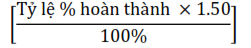 [Tỷ lệ % hoàn thành × 1.50
100%]